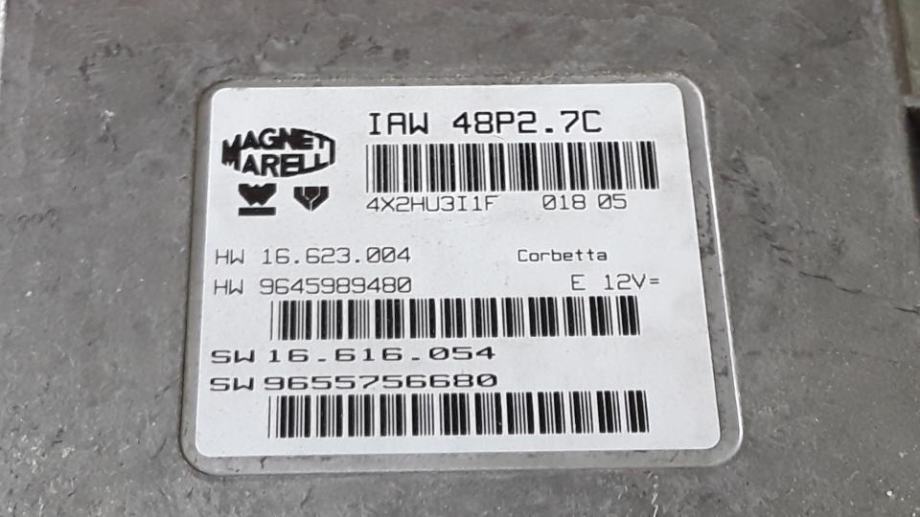 MAGNETI
MARELLI
IAW 48P2.7C
4X2HU3I1F 018 05
HW 16.623.004 Corbetta
HW 9645989480 E 12V=
SW 16.616.054
SW 9655756680